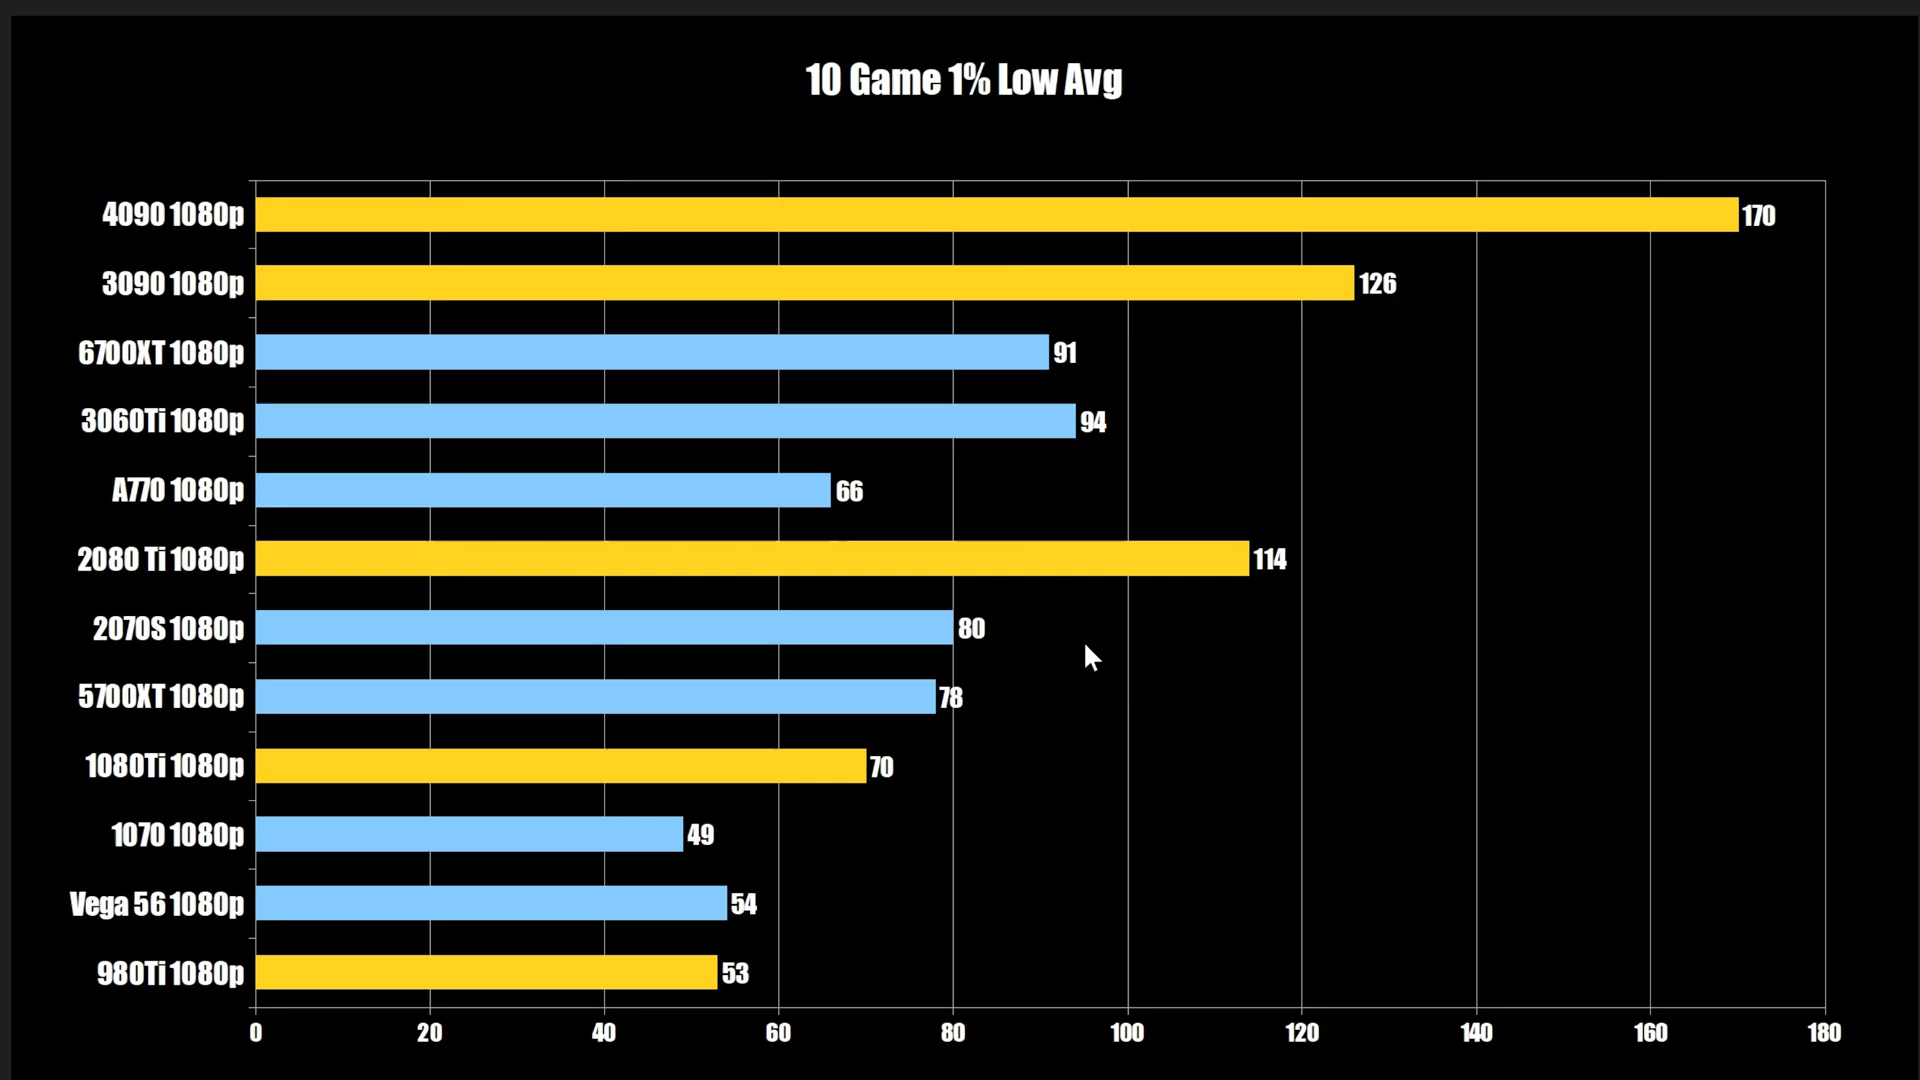 10 Game 1% Low Avg
4090 1080p 170
3090 1080p 126
6700XT 1080p 91
3060Ti 1080p 94
A770 1080p 66
2080 Ti 1080p 114
2070S 1080p 80
5700XT 1080p 78
1080Ti 1080p 70
1070 1080p 49
Vega 56 1080p 54
980Ti 1080p 53
0 20 40 60 80 100 120 140 160 180